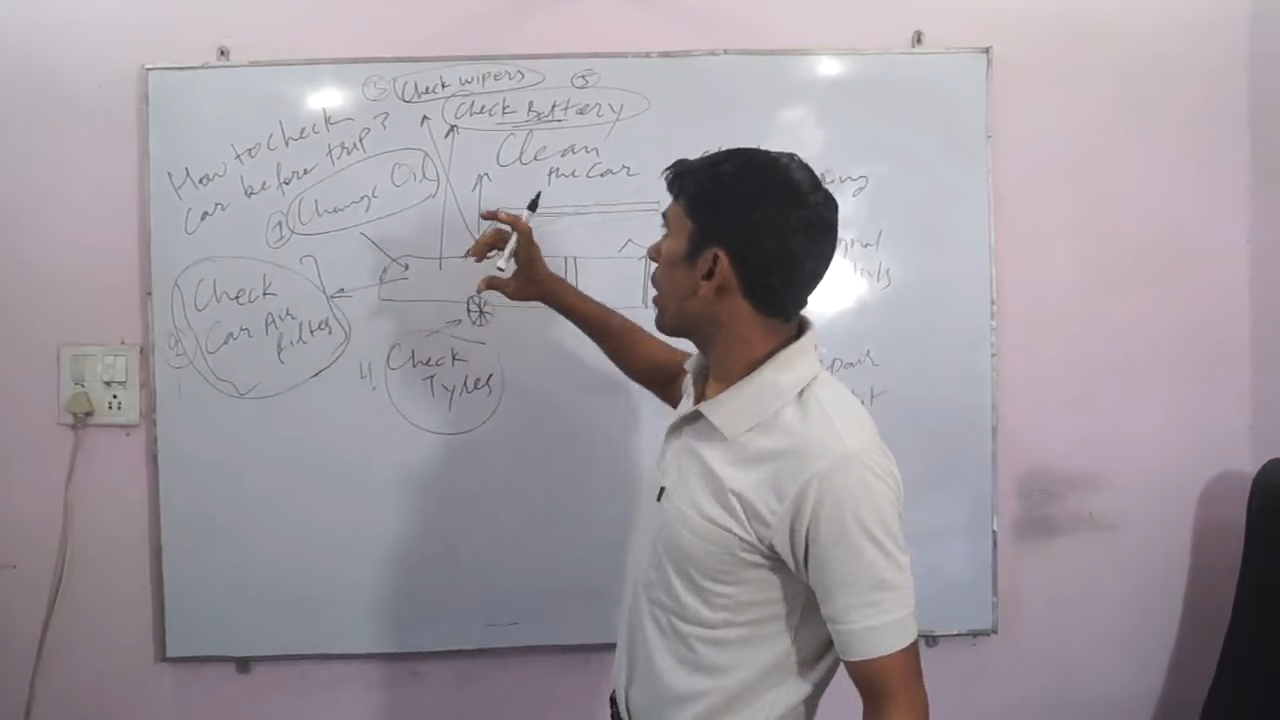 How to check
car before trip?
③ Check wipers
⑤
Check Battery
Clean
the Car
① Change Oil
2 Check
Car Air
filter
4. Check
Tyres